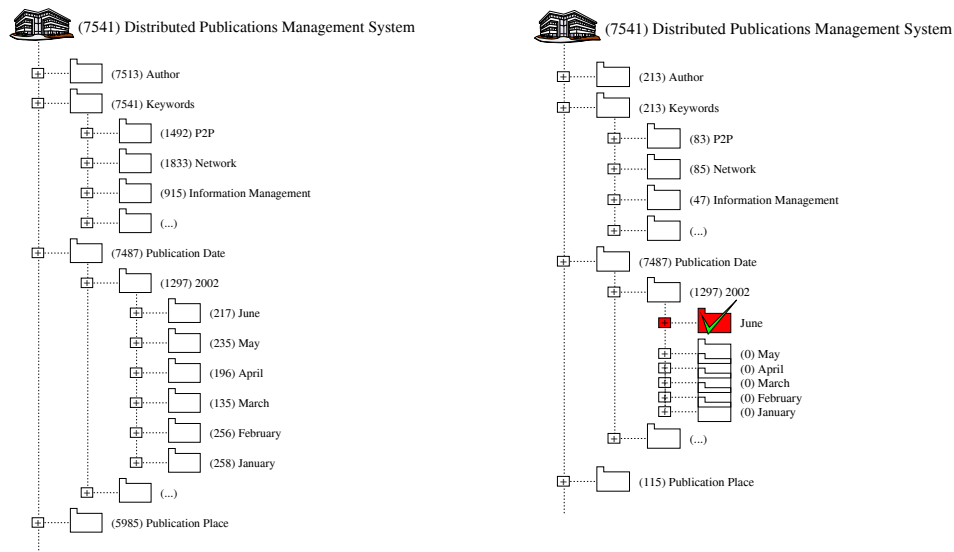 (7541) Distributed Publications Management System
(7513) Author
(7541) Keywords
(1492) P2P
(1833) Network
(915) Information Management
(...)
(7487) Publication Date
(1297) 2002
(217) June
(235) May
(196) April
(135) March
(256) February
(258) January
(...)
(5985) Publication Place
(7541) Distributed Publications Management System
(213) Author
(213) Keywords
(83) P2P
(85) Network
(47) Information Management
(...)
(7487) Publication Date
(1297) 2002
June
(0) May
(0) April
(0) March
(0) February
(0) January
(...)
(115) Publication Place